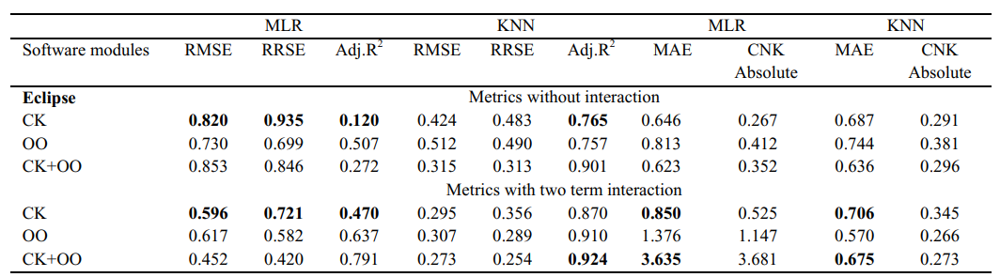 MLR KNN MLR KNN
Software modules RMSE RRSE Adj.R² RMSE RRSE Adj.R² MAE CNK Absolute MAE CNK Absolute
Eclipse Metrics without interaction
CK 0.820 0.935 0.120 0.424 0.483 0.765 0.646 0.267 0.687 0.291
OO 0.730 0.699 0.507 0.512 0.490 0.757 0.813 0.412 0.744 0.381
CK+OO 0.853 0.846 0.272 0.315 0.313 0.901 0.623 0.352 0.636 0.296
Metrics with two term interaction
CK 0.596 0.721 0.470 0.295 0.356 0.870 0.850 0.525 0.706 0.345
OO 0.617 0.582 0.637 0.307 0.289 0.910 1.376 1.147 0.570 0.266
CK+OO 0.452 0.420 0.791 0.273 0.254 0.924 3.635 3.681 0.675 0.273